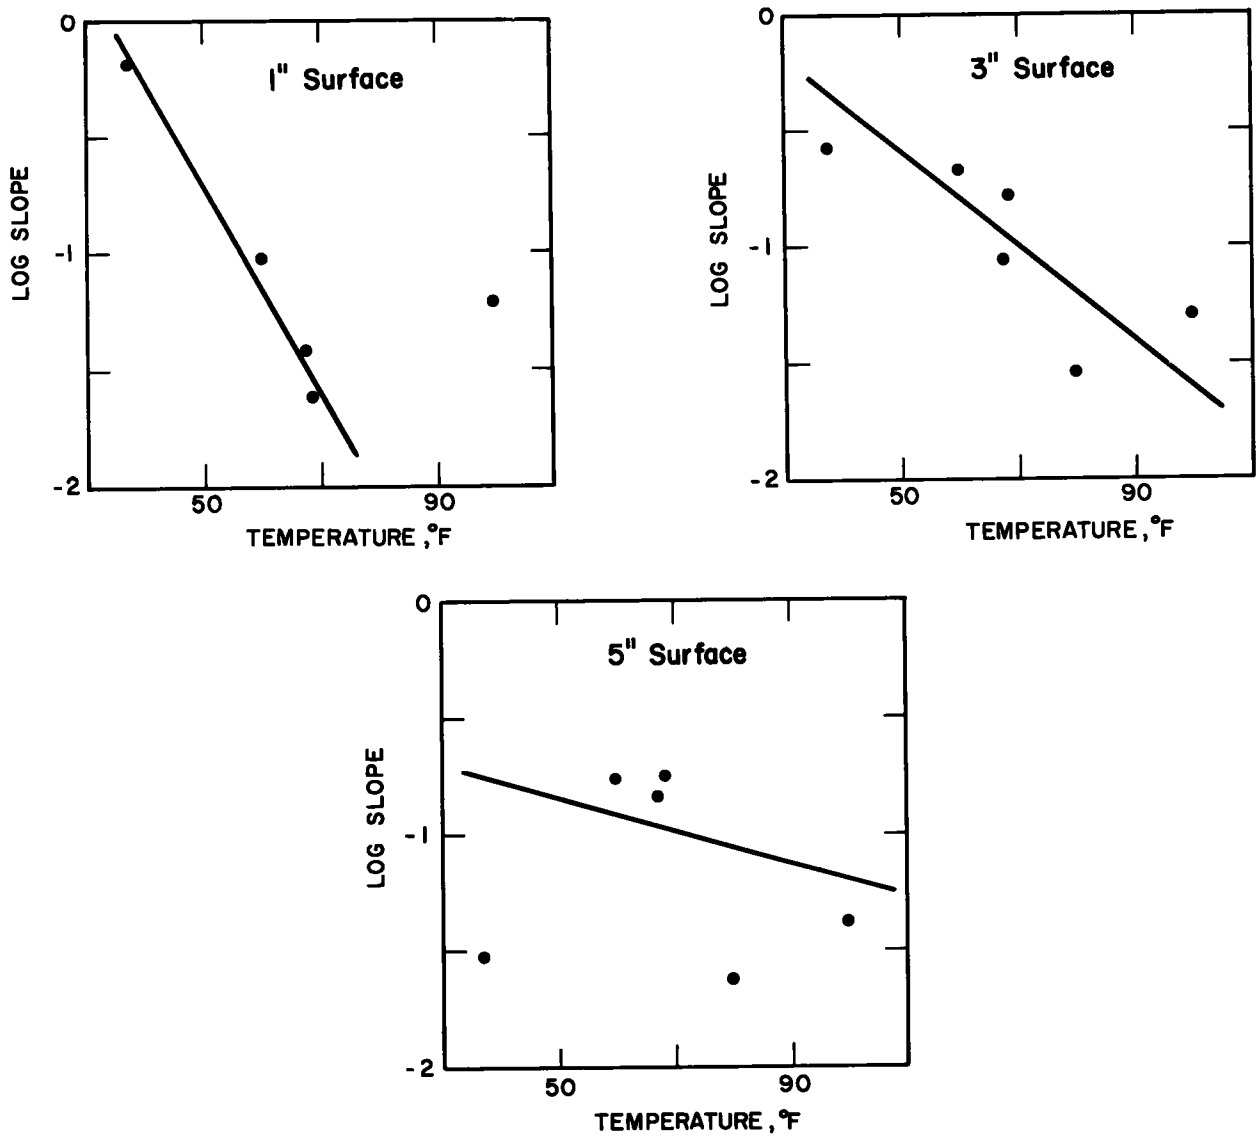 0
1" Surface
LOG SLOPE
-1
-2
50
90
TEMPERATURE, °F
0
3" Surface
LOG SLOPE
-1
-2
50
90
TEMPERATURE, °F
0
5" Surface
LOG SLOPE
-1
-2
50
90
TEMPERATURE, °F